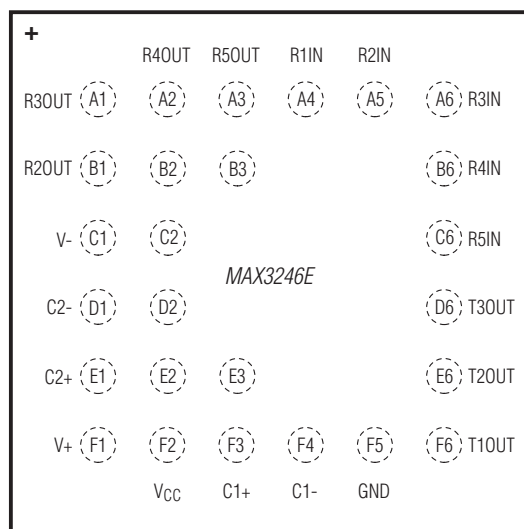 +
R4OUT R5OUT R1IN R2IN
R3OUT A1 A2 A3 A4 A5 A6 R3IN
R2OUT B1 B2 B3 B6 R4IN
V- C1 C2 C6 R5IN
MAX3246E
C2- D1 D2 D6 T3OUT
C2+ E1 E2 E3 E6 T2OUT
V+ F1 F2 F3 F4 F5 F6 T1OUT
VCC C1+ C1- GND